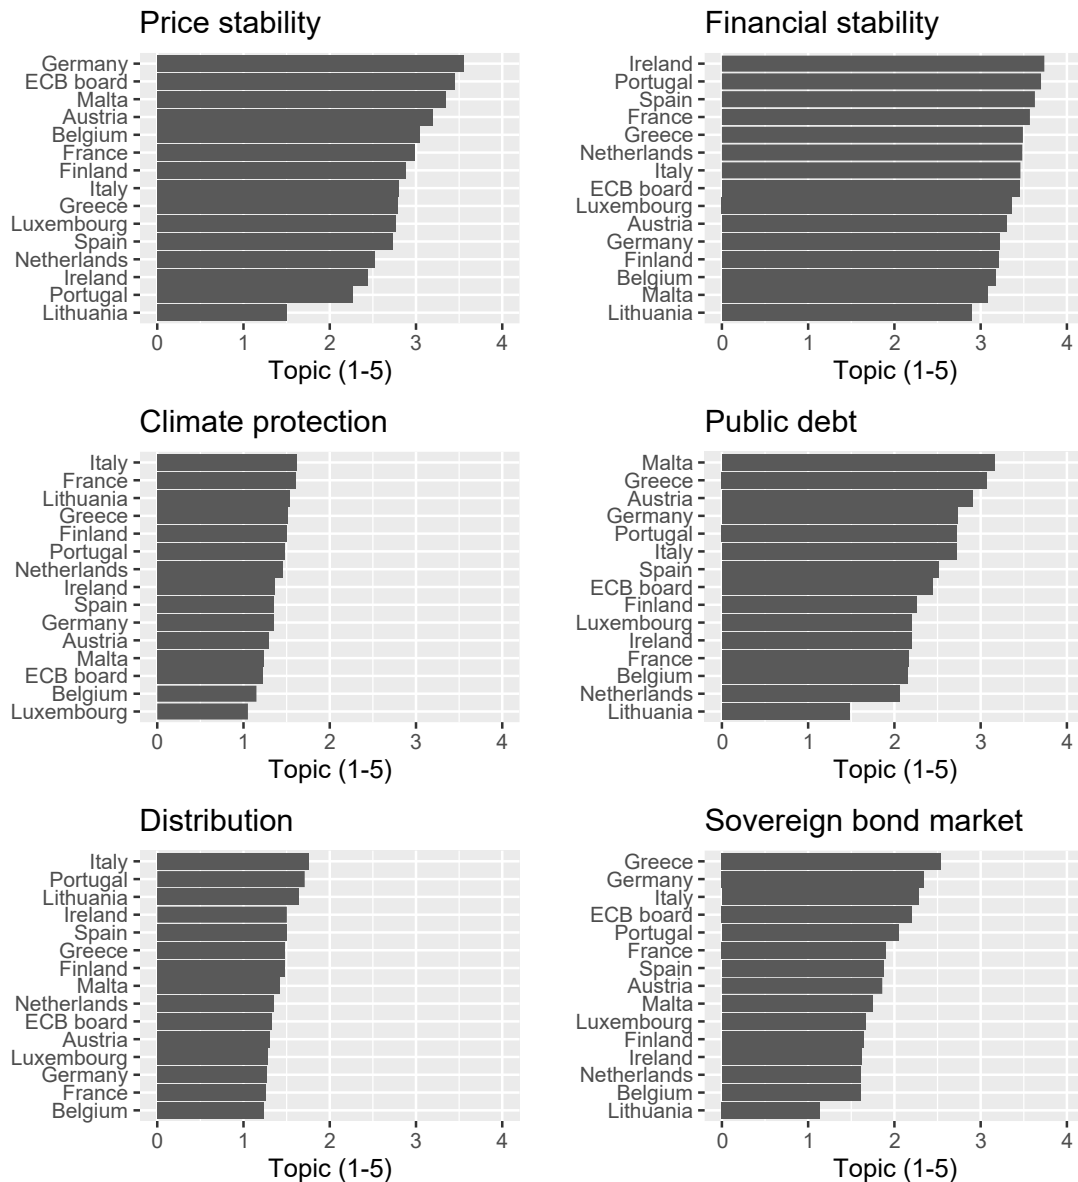 Price stability
Germany
ECB board
Malta
Austria
Belgium
France
Finland
Italy
Greece
Luxembourg
Spain
Netherlands
Ireland
Portugal
Lithuania
0 1 2 3 4
Topic (1-5)
Financial stability
Ireland
Portugal
Spain
France
Greece
Netherlands
Italy
ECB board
Luxembourg
Austria
Germany
Finland
Belgium
Malta
Lithuania
0 1 2 3 4
Topic (1-5)
Climate protection
Italy
France
Lithuania
Greece
Finland
Portugal
Netherlands
Ireland
Spain
Germany
Austria
Malta
ECB board
Belgium
Luxembourg
0 1 2 3 4
Topic (1-5)
Public debt
Malta
Greece
Austria
Germany
Portugal
Italy
Spain
ECB board
Finland
Luxembourg
Ireland
France
Belgium
Netherlands
Lithuania
0 1 2 3 4
Topic (1-5)
Distribution
Italy
Portugal
Lithuania
Ireland
Spain
Greece
Finland
Malta
Netherlands
ECB board
Austria
Luxembourg
Germany
France
Belgium
0 1 2 3 4
Topic (1-5)
Sovereign bond market
Greece
Germany
Italy
ECB board
Portugal
France
Spain
Austria
Malta
Luxembourg
Finland
Ireland
Netherlands
Belgium
Lithuania
0 1 2 3 4
Topic (1-5)